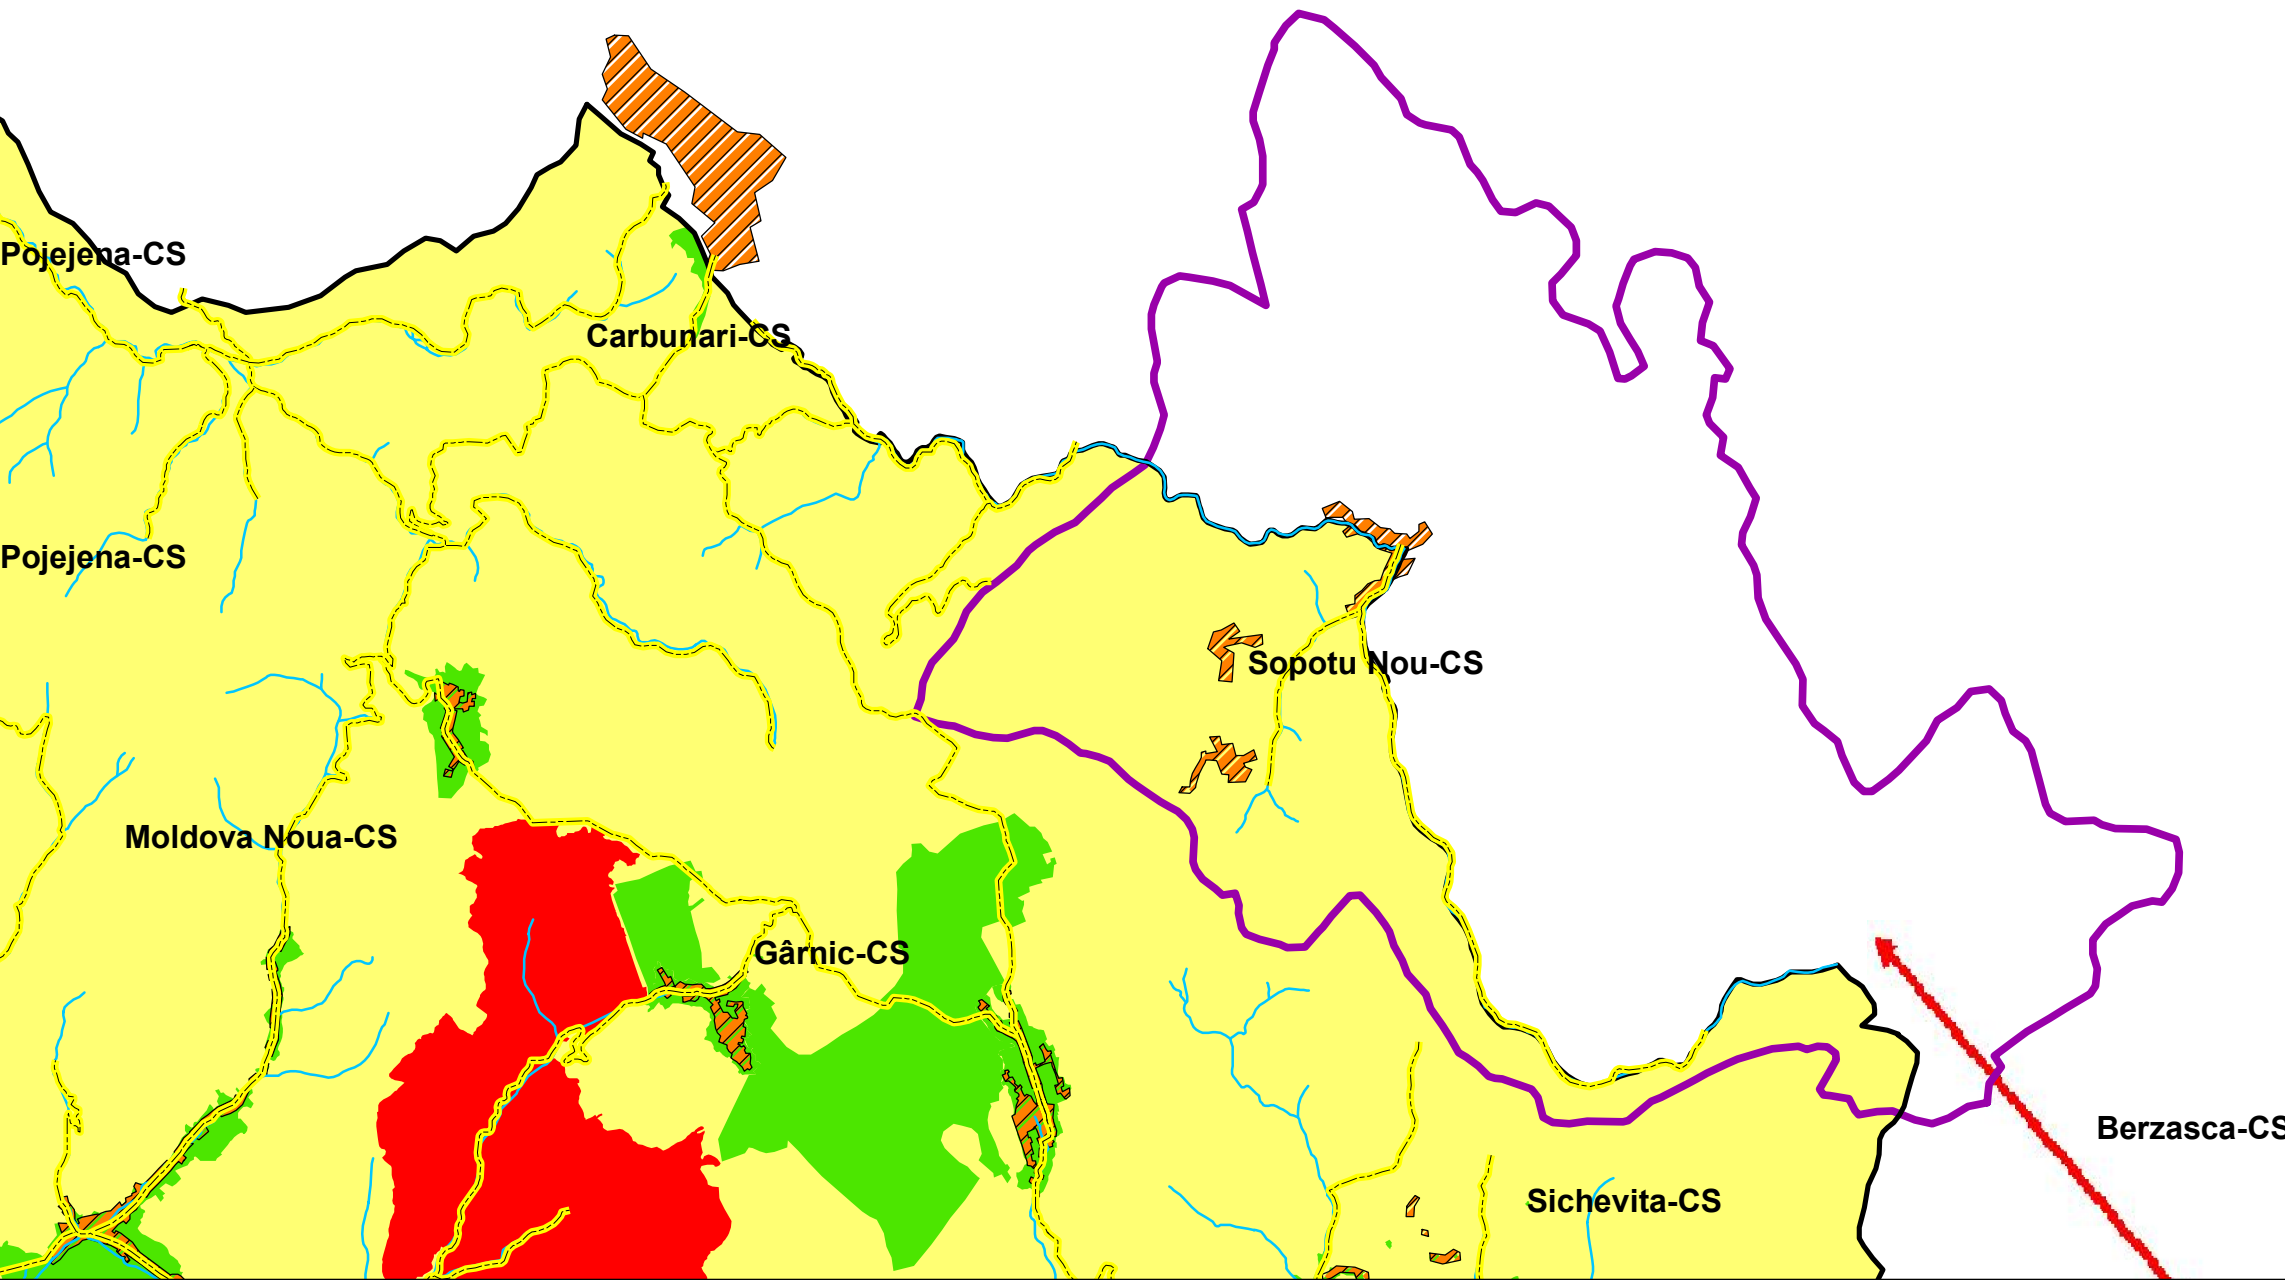 Pojejena-CS
Carbunari-CS
Pojejena-CS
Sopotu Nou-CS
Moldova Noua-CS
Gârnic-CS
Berzasca-CS
Sichevita-CS